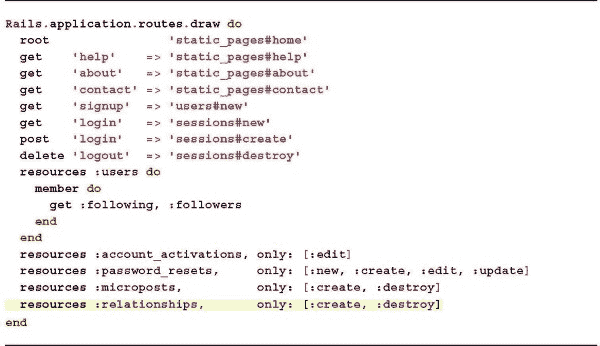 Rails.application.routes.draw do
  root                'static_pages#home'
  get    'help'    => 'static_pages#help'
  get    'about'   => 'static_pages#about'
  get    'contact' => 'static_pages#contact'
  get    'signup'  => 'users#new'
  get    'login'   => 'sessions#new'
  post   'login'   => 'sessions#create'
  delete 'logout'  => 'sessions#destroy'
  resources :users do
    member do
      get :following, :followers
    end
  end
  resources :account_activations, only: [:edit]
  resources :password_resets,     only: [:new, :create, :edit, :update]
  resources :microposts,          only: [:create, :destroy]
  resources :relationships,       only: [:create, :destroy]
end